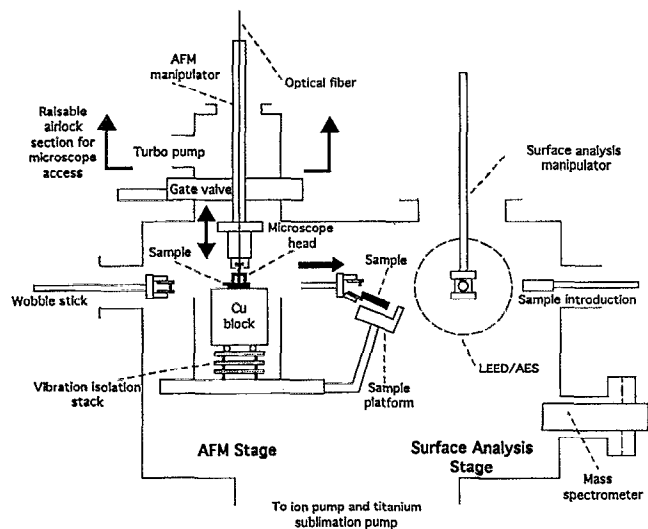 AFM
manipulator
Optical fiber
Raisable
airlock
section for
microscope
access
Turbo pump
Surface analysis
manipulator
Gate valve
Microscope
head
Sample
Sample
Wobble stick
Cu
block
Sample introduction
Vibration isolation
stack
Sample
platform
LEED/AES
AFM Stage
Surface Analysis
Stage
Mass
spectrometer
To ion pump and titanium
sublimation pump